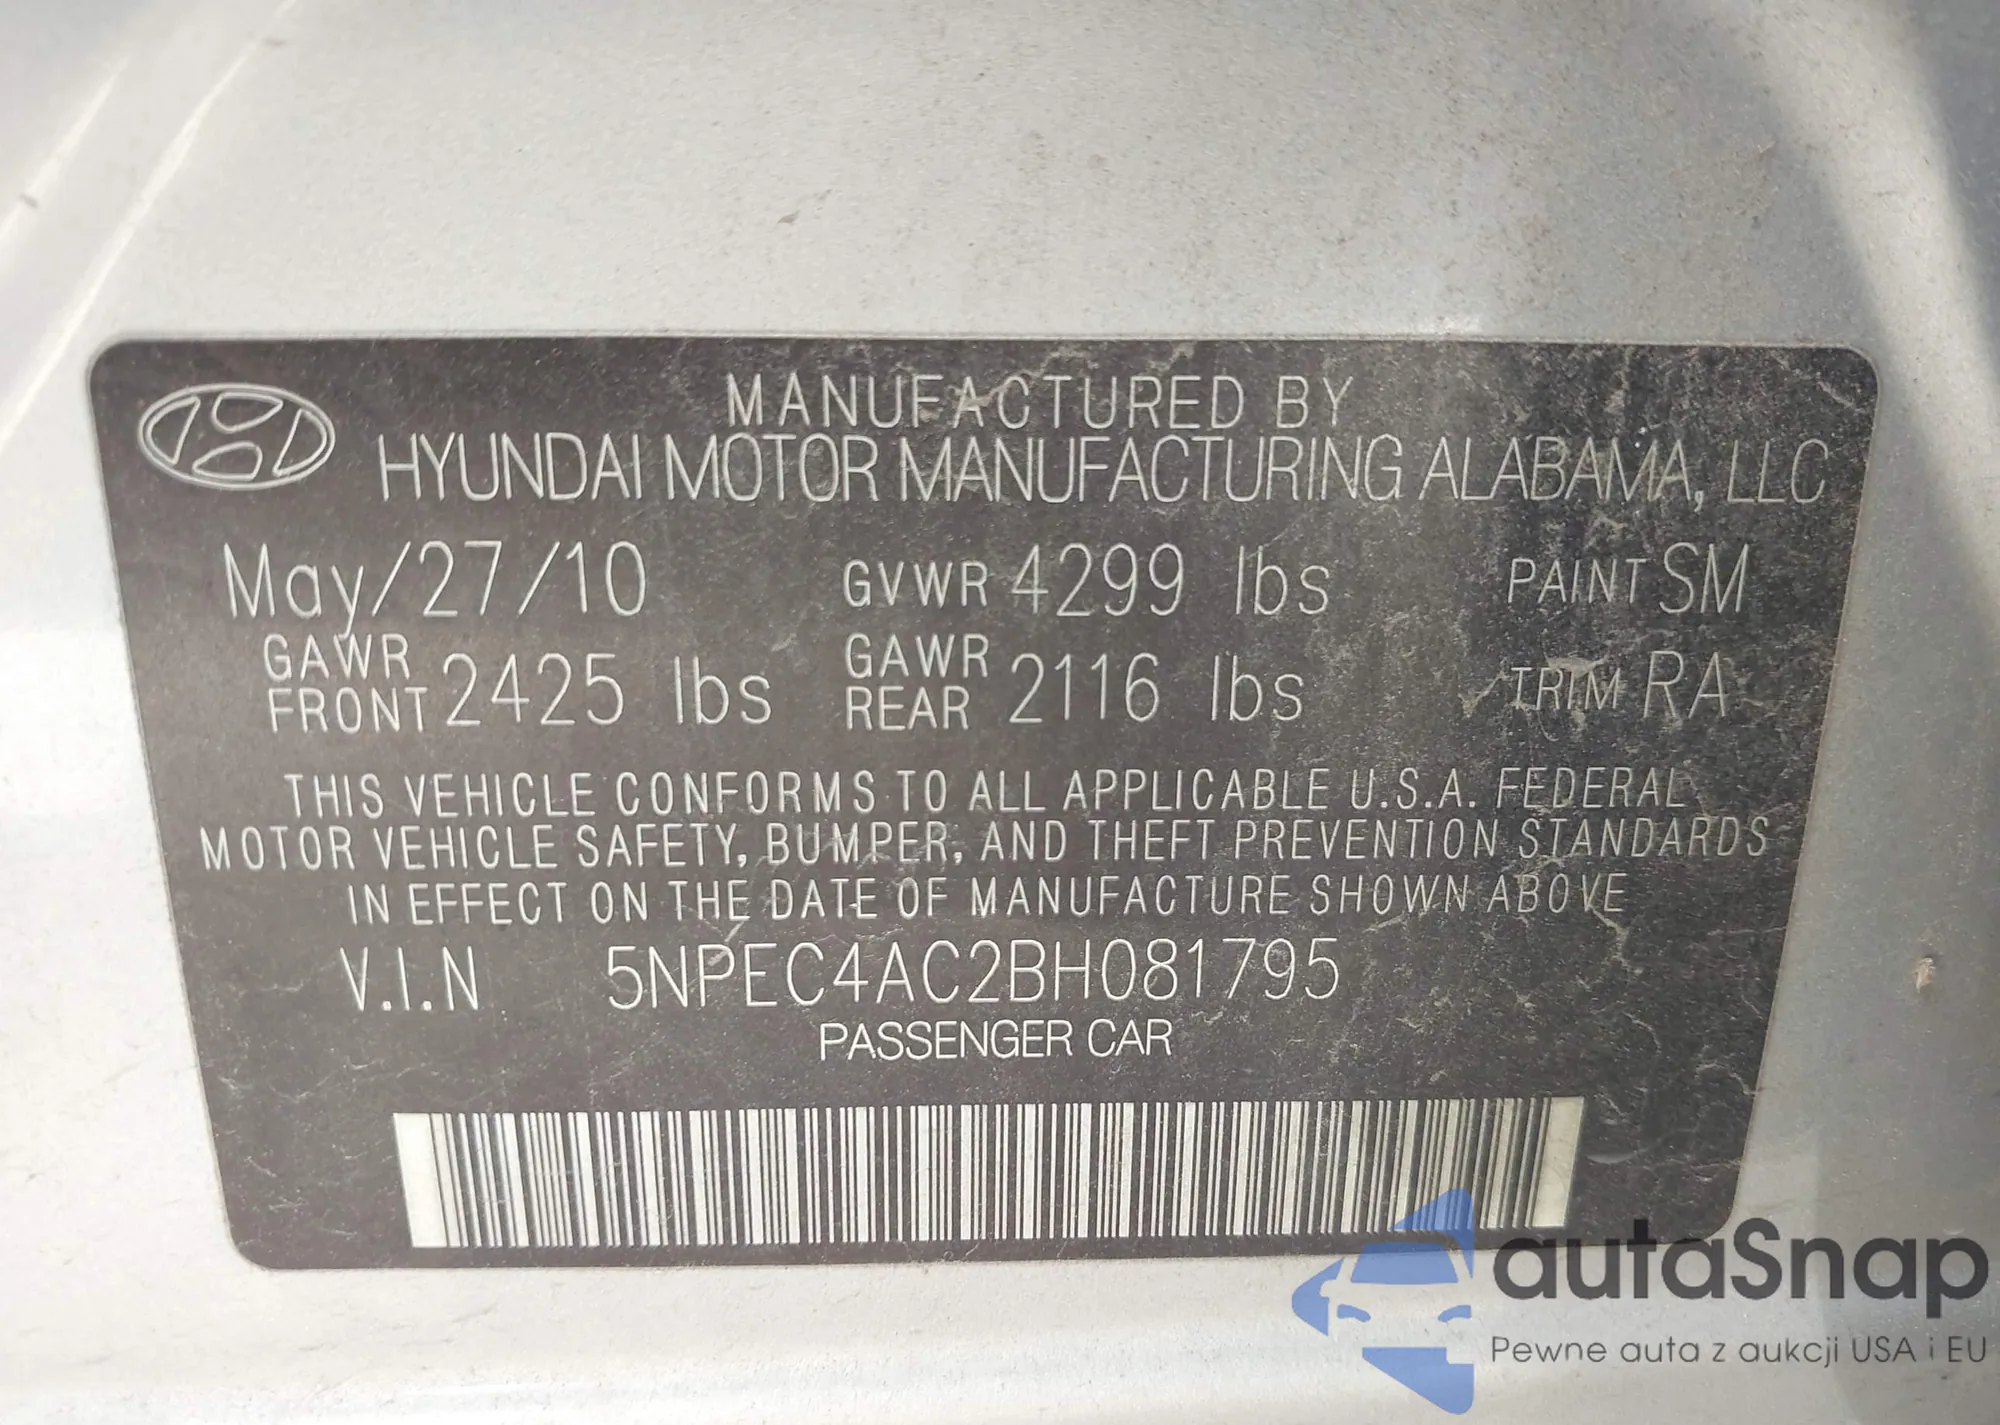 MANUFACTURED BY
HYUNDAI MOTOR MANUFACTURING ALABAMA, LLC
May/27/10 GVWR 4299 lbs PAINT SM
GAWR FRONT 2425 lbs GAWR REAR 2116 lbs TRIM RA
THIS VEHICLE CONFORMS TO ALL APPLICABLE U.S.A. FEDERAL
MOTOR VEHICLE SAFETY, BUMPER, AND THEFT PREVENTION STANDARDS
IN EFFECT ON THE DATE OF MANUFACTURE SHOWN ABOVE
V.I.N 5NPEC4AC2BH081795
PASSENGER CAR
autaSnap
Pewne auta z aukcji USA i EU